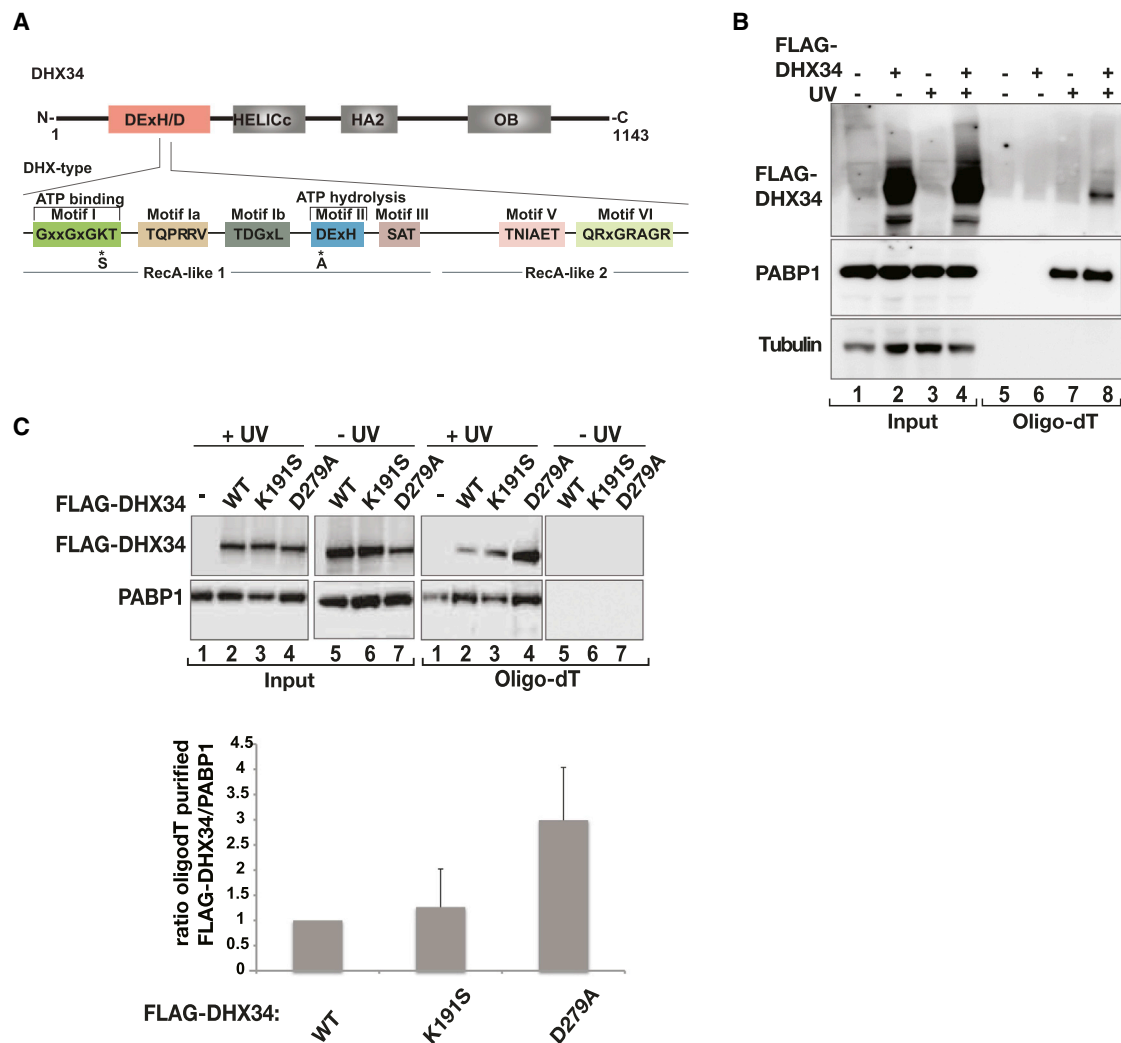 A
DHX34
N-
1
DExH/D
HELICc
HA2
OB
-C
1143
DHX-type
ATP binding
ATP hydrolysis
Motif I
Motif Ia
Motif Ib
Motif II
Motif III
Motif V
Motif VI
GxxGxGKT
TQPRRV
TDGxL
DExH
SAT
TNIAET
QRxGRAGR
* *
S A
RecA-like 1
RecA-like 2
B
FLAG-
DHX34 - + - + - + - +
UV - - + + - - + +
FLAG-
DHX34
PABP1
Tubulin
1 2 3 4 5 6 7 8
Input Oligo-dT
C
+ UV - UV + UV - UV
FLAG-DHX34 - WT K191S D279A WT K191S D279A - WT K191S D279A WT K191S D279A
FLAG-DHX34
PABP1
1 2 3 4 5 6 7 1 2 3 4 5 6 7
Input Oligo-dT
ratio oligodT purified
FLAG-DHX34/PABP1
4.5
4
3.5
3
2.5
2
1.5
1
0.5
0
FLAG-DHX34: WT K191S D279A